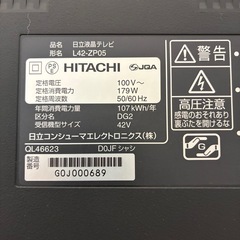 品名 日立液晶テレビ
形名 L42-ZP05
PS
E
HITACHI JQA
定格電圧 100V~
定格消費電力 179W
定格周波数 50/60Hz
年間消費電力量 107kWh/年
区分名 DG2
受信機型サイズ 42V
日立コンシューマエレクトロニクス(株)
QL46623 D0JFシャシ
製造番号 G0J000689
警告
高圧注意
感電のおそれあり
裏ぶたを開けるな